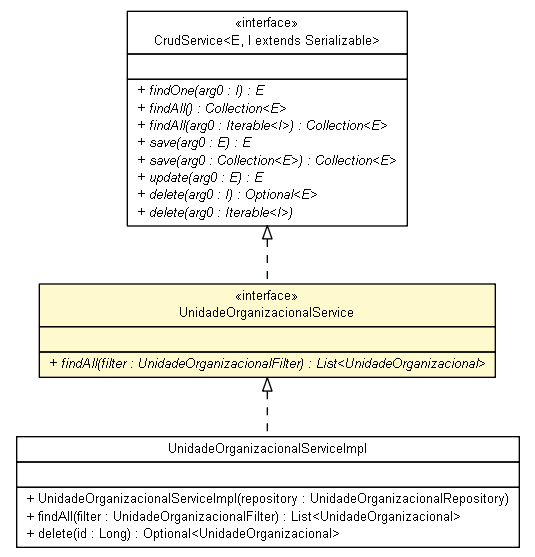 «interface»
CrudService<E, I extends Serializable>
+ findOne(arg0 : I) : E
+ findAll() : Collection<E>
+ findAll(arg0 : Iterable<I>) : Collection<E>
+ save(arg0 : E) : E
+ save(arg0 : Collection<E>) : Collection<E>
+ update(arg0 : E) : E
+ delete(arg0 : I) : Optional<E>
+ delete(arg0 : Iterable<I>)
«interface»
UnidadeOrganizacionalService
+ findAll(filter : UnidadeOrganizacionalFilter) : List<UnidadeOrganizacional>
UnidadeOrganizacionalServiceImpl
+ UnidadeOrganizacionalServiceImpl(repository : UnidadeOrganizacionalRepository)
+ findAll(filter : UnidadeOrganizacionalFilter) : List<UnidadeOrganizacional>
+ delete(id : Long) : Optional<UnidadeOrganizacional>